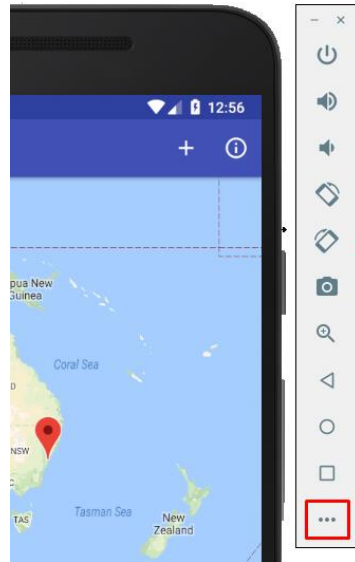 12:56
pua New
Guinea
Coral Sea
NSW
TAS
Tasman Sea
New
Zealand